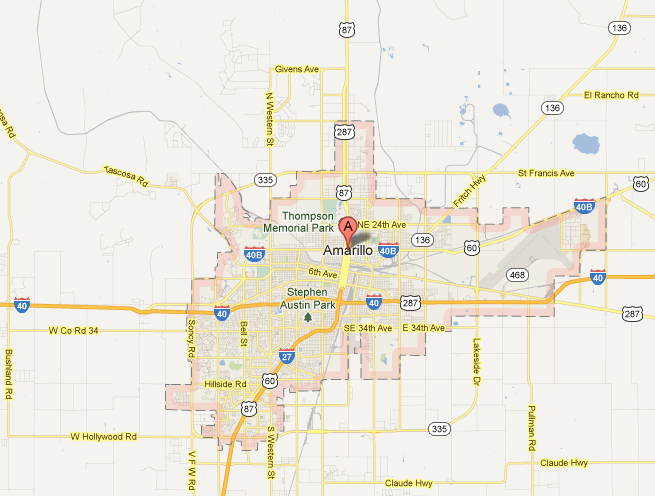 87
136
Givens Ave
El Rancho Rd
N Western St
136
287
Tascosa Rd
335
St Francis Ave
Fritch Hwy
60
87
40B
Thompson
Memorial Park
A
NE 24th Ave
136
60
40B
Amarillo
40B
6th Ave
468
40
Stephen
Austin Park
40
40
40
287
287
W Co Rd 34
Soncy Rd
Bell St
SE 34th Ave
E 34th Ave
27
Bushland Rd
Lakeside Dr
Hillside Rd
60
87
W Hollywood Rd
335
Pullman Rd
S Western St
V F W Rd
Claude Hwy
Claude Hwy